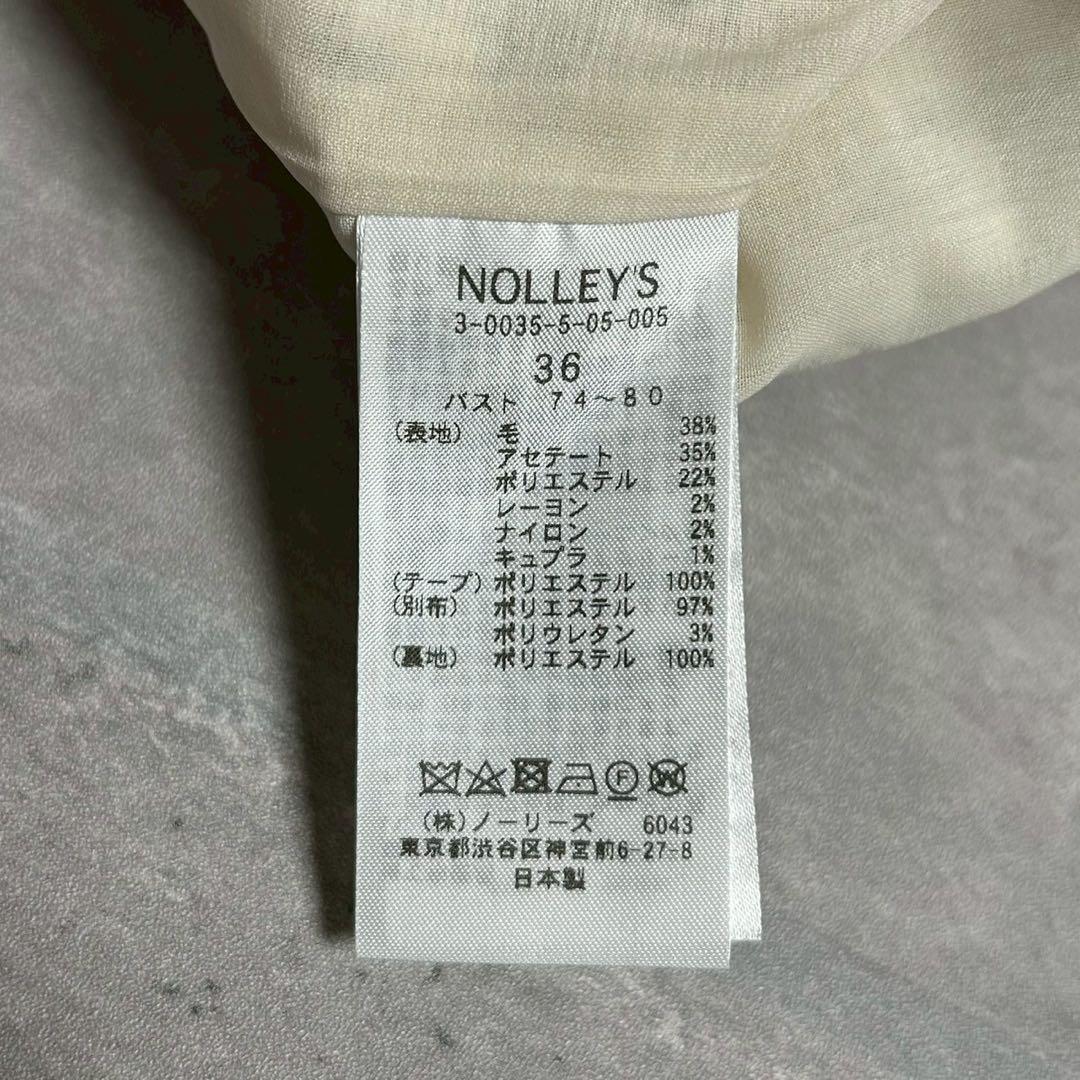 NOLLEY'S
3-0035-5-05-005
36
バスト 74～80
(表地) 毛 38%
アセテート 35%
ポリエステル 22%
レーヨン 2%
ナイロン 2%
キュプラ 1%
(テープ) ポリエステル 100%
(別布) ポリエステル 97%
ポリウレタン 3%
(裏地) ポリエステル 100%
F W
(株)ノーリーズ 6043
東京都渋谷区神宮前6-27-8
日本製